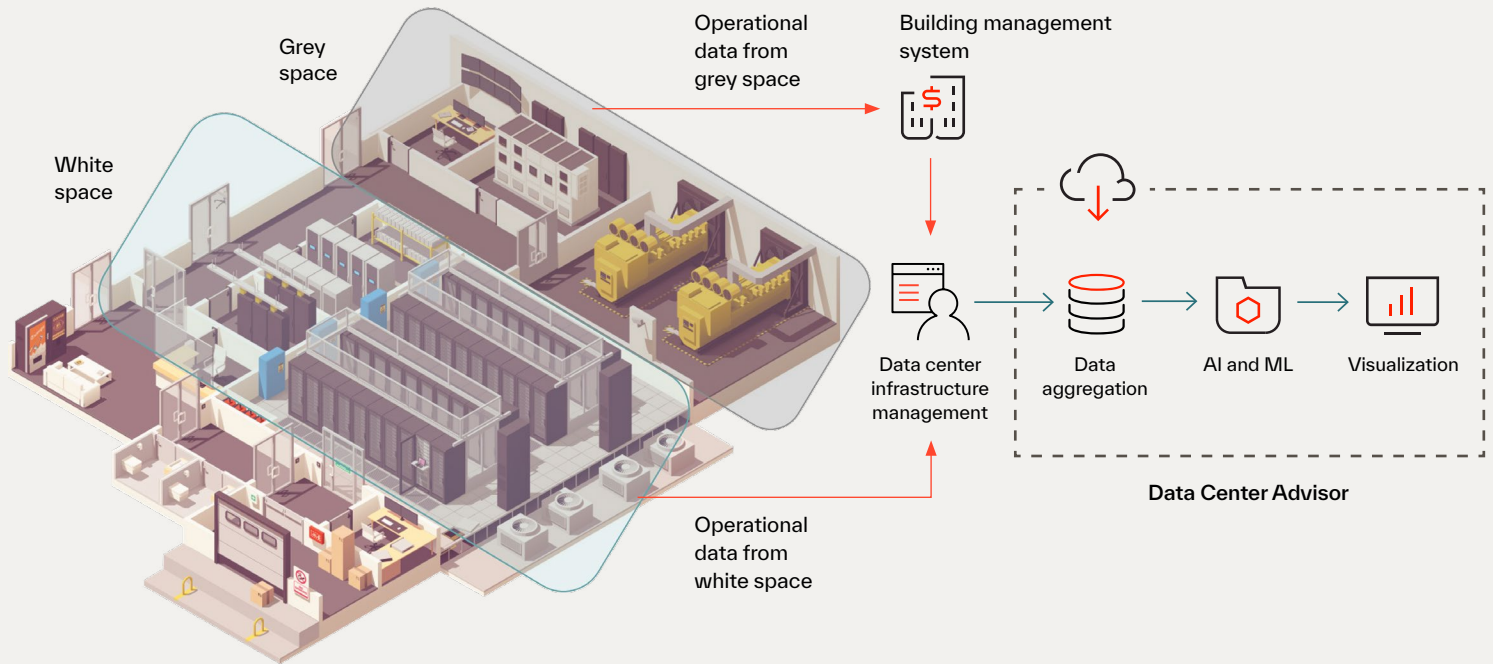 Grey
space
Operational
data from
grey space
Building management
system
$
White
space
Data center
infrastructure
management
Data
aggregation
AI and ML
Visualization
Data Center Advisor
Operational
data from
white space